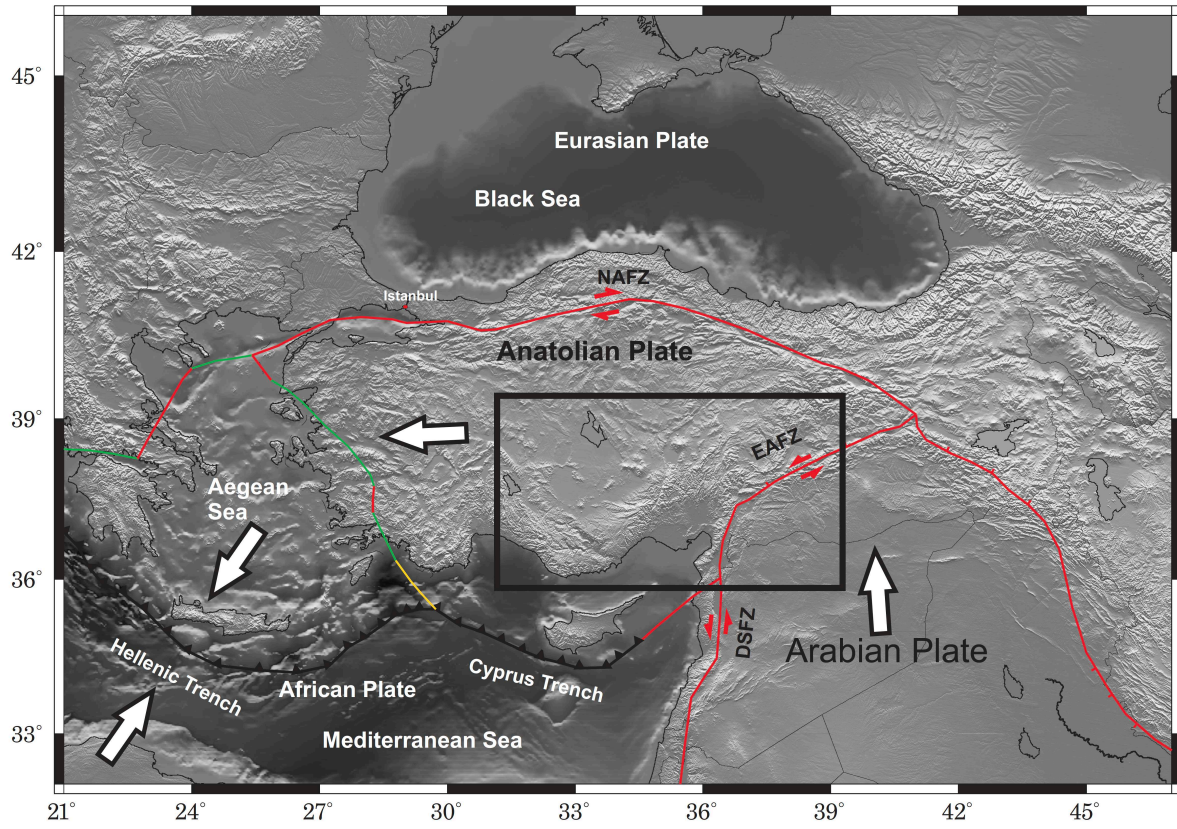 45°
42°
39°
36°
33°
21°
24°
27°
30°
33°
36°
39°
42°
45°
Eurasian Plate
Black Sea
NAFZ
Istanbul
Anatolian Plate
EAFZ
Aegean
Sea
DSFZ
Arabian Plate
Hellenic Trench
African Plate
Cyprus Trench
Mediterranean Sea